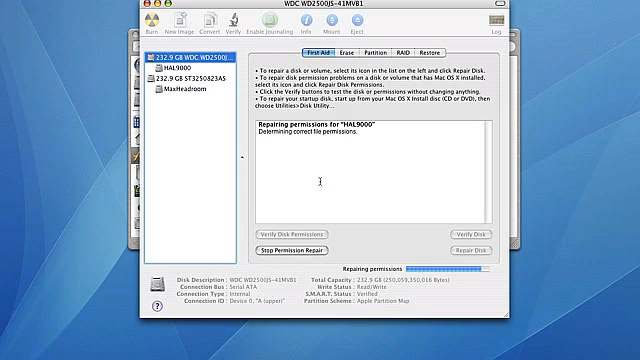 WDC WD2500JS-41MVB1
Burn New Image Convert Verify Enable Journaling Info Mount Eject Log
First Aid Erase Partition RAID Restore
232.9 GB WDC WD2500J...
HAL9000
232.9 GB ST3250823AS
MaxHeadroom
• To repair a disk or volume, select its icon in the list on the left and click Repair Disk.
• To repair disk permission problems on a disk or volume that has Mac OS X installed,
select its icon and click Repair Disk Permissions.
• Click the Verify buttons to test the disk or permissions without changing anything.
• To repair your startup disk, start up from your Mac OS X Install disc (CD or DVD), then
choose Utilities>Disk Utility...
Repairing permissions for "HAL9000"
Determining correct file permissions.
Verify Disk Permissions Verify Disk
Stop Permission Repair Repair Disk
Repairing permissions
Disk Description : WDC WD2500JS-41MVB1 Total Capacity : 232.9 GB (250,059,350,016 Bytes)
Connection Bus : Serial ATA Write Status : Read/Write
Connection Type : Internal S.M.A.R.T. Status : Verified
Connection ID : Device 0, "A (upper)" Partition Scheme : Apple Partition Map
?